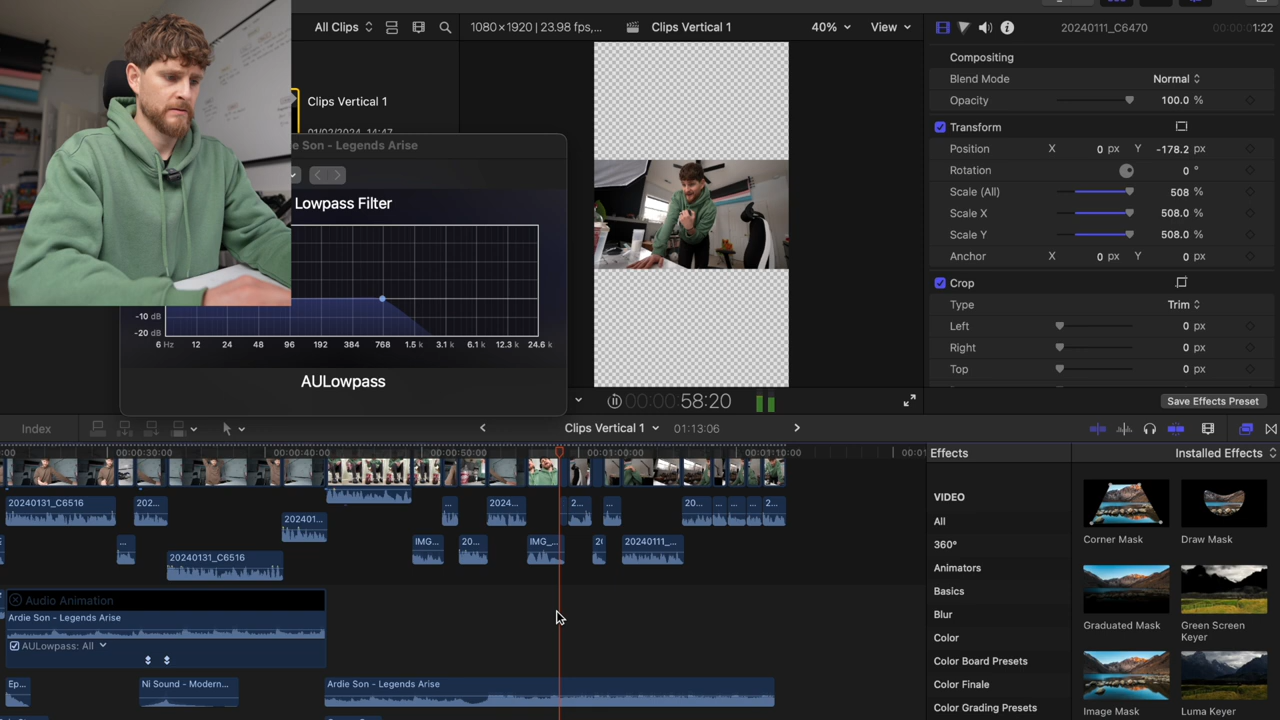 All Clips
1080×1920 | 23.98 fps,...
Clips Vertical 1
40%
View
20240111_C6470
00:00:01:22
Clips Vertical 1
01/02/2024, 14:47
Compositing
Blend Mode
Normal
Opacity
100.0 %
Transform
Position
X
0 px
Y
-178.2 px
Rotation
0 °
Scale (All)
508 %
Scale X
508.0 %
Scale Y
508.0 %
Anchor
X
0 px
Y
0 px
Crop
Type
Trim
Left
0 px
Right
0 px
Top
0 px
Save Effects Preset
ie Son - Legends Arise
Lowpass Filter
-10 dB
-20 dB
6 Hz
12
24
48
96
192
384
768
1.5 k
3.1 k
6.1 k
12.3 k
24.6 k
AULowpass
00:00:58:20
Index
Clips Vertical 1
01:13:06
:00
00:00:30:00
00:00:40:00
00:00:50:00
00:01:00:00
00:01:10:00
00:01
20240131_C6516
202...
...
2024...
2...
...
20...
...
...
...
2...
202401...
...
IMG...
20...
IMG_...
2(
20240111_...
20240131_C6516
Audio Animation
Ardie Son - Legends Arise
AULowpass: All
Ep...
Ni Sound - Modern...
Ardie Son - Legends Arise
Effects
Installed Effects
VIDEO
All
360°
Animators
Basics
Blur
Color
Color Board Presets
Color Finale
Color Grading Presets
Corner Mask
Draw Mask
Graduated Mask
Green Screen
Keyer
Image Mask
Luma Keyer